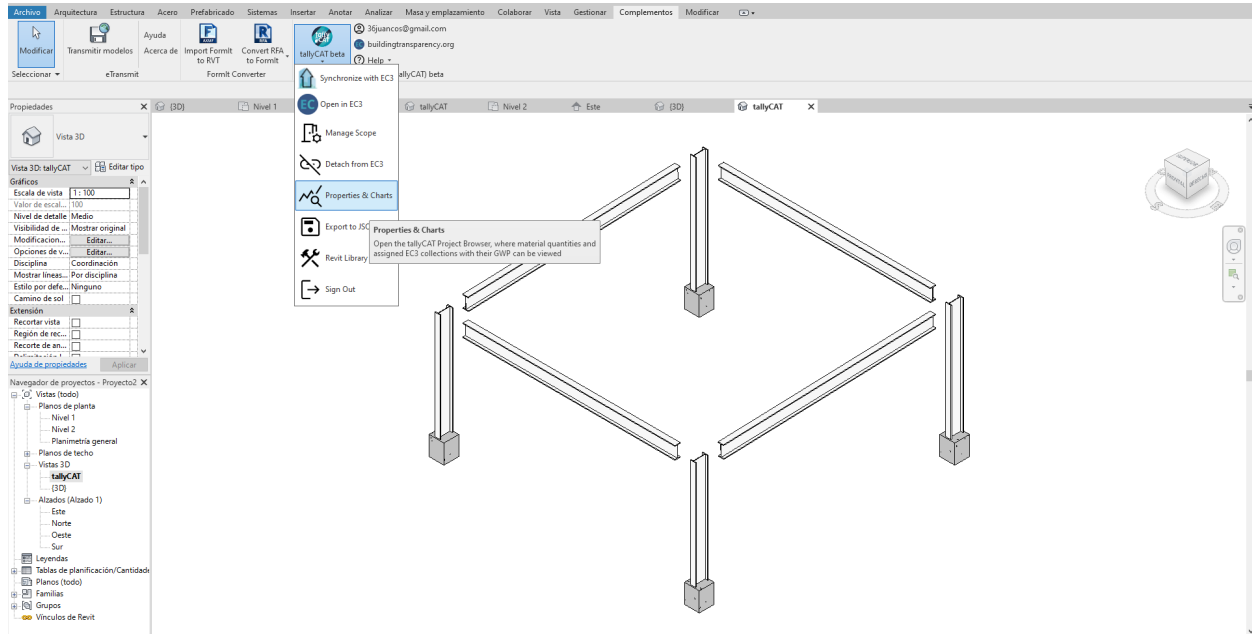 Archivo Arquitectura Estructura Acero Prefabricado Sistemas Insertar Anotar Analizar Masa y emplazamiento Colaborar Vista Gestionar Complementos Modificar
Modificar
Transmitir modelos
Ayuda
Acerca de
Import FormIt
to RVT
Convert RFA
to FormIt
tallyCAT beta
36juancos@gmail.com
buildingtransparency.org
Help
Seleccionar
eTransmit
FormIt Converter
allyCAT) beta
Synchronize with EC3
EC Open in EC3
Manage Scope
Detach from EC3
Properties & Charts
Export to JSO
Revit Library
Sign Out
Properties & Charts
Open the tallyCAT Project Browser, where material quantities and
assigned EC3 collections with their GWP can be viewed
Propiedades X
{3D} Nivel 1 tallyCAT Nivel 2 Este {3D} tallyCAT X
Vista 3D
Vista 3D: tallyCAT Editar tipo
Gráficos
Escala de vista 1 : 100
Valor de escal... 100
Nivel de detalle Medio
Visibilidad de ... Mostrar original
Modificacion... Editar...
Opciones de v... Editar...
Disciplina Coordinación
Mostrar líneas... Por disciplina
Estilo por defe... Ninguno
Camino de sol
Extensión
Recortar vista
Región de rec...
Recorte de an...
Ayuda de propiedades Aplicar
Navegador de proyectos - Proyecto2 X
Vistas (todo)
Planos de planta
Nivel 1
Nivel 2
Planimetría general
Planos de techo
Vistas 3D
tallyCAT
{3D}
Alzados (Alzado 1)
Este
Norte
Oeste
Sur
Leyendas
Tablas de planificación/Cantidade
Planos (todo)
Familias
Grupos
Vínculos de Revit